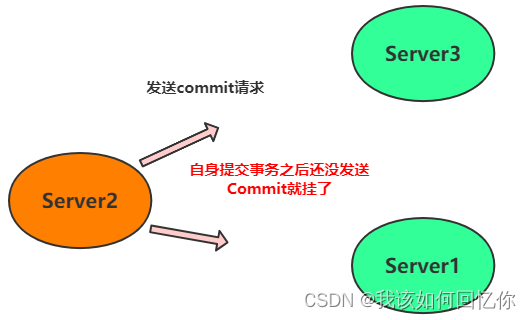 Server3
发送commit请求
自身提交事务之后还没发送
Commit就挂了
Server2
Server1
CSDN @我该如何回忆你